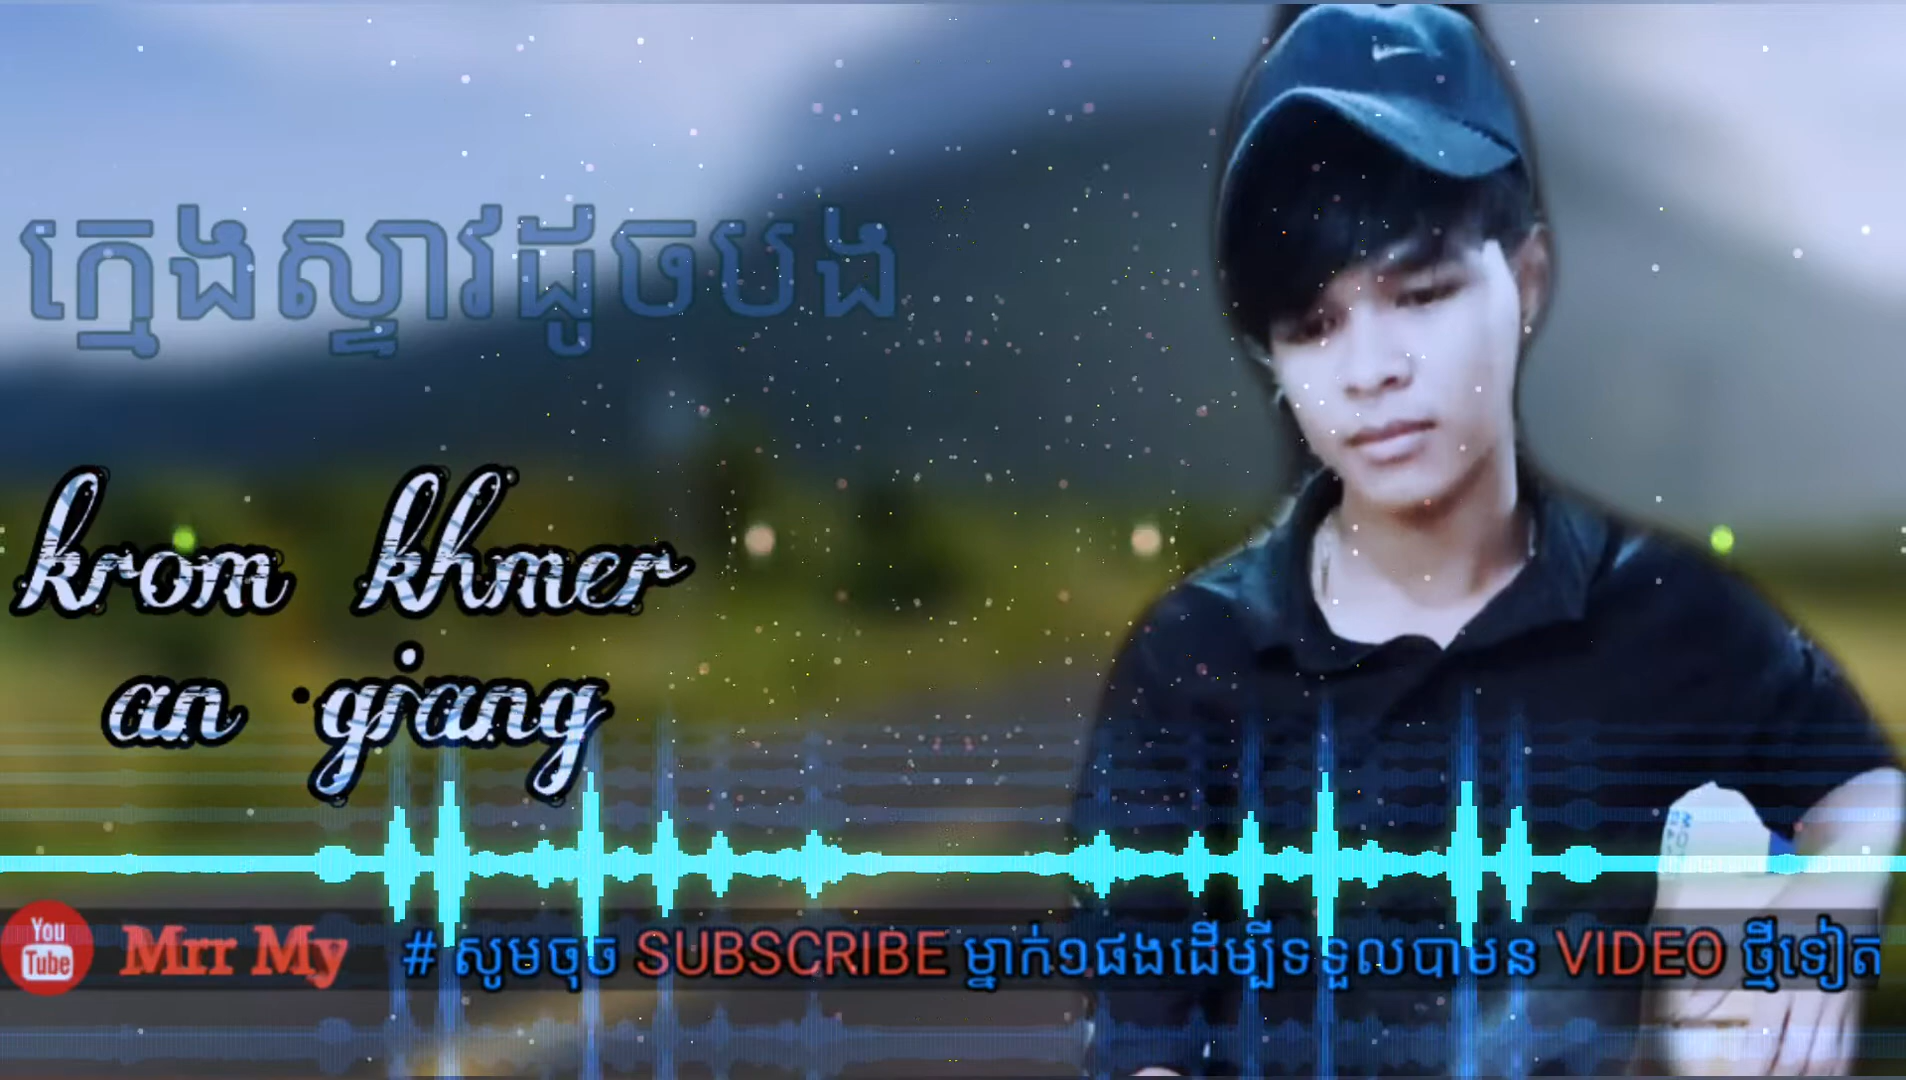 ក្មេងស្ទាវដូចបង
krom khmer
an giang
You Tube Mrr My # សូមចុច SUBSCRIBE ម្នាក់១ផងដើម្បីទទួលបាមន VIDEO ថ្មីទៀត